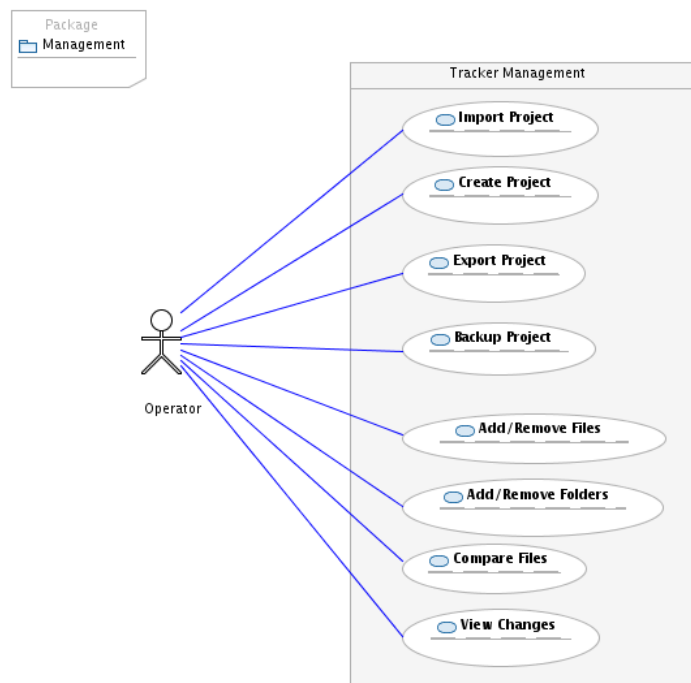 Package
Management
Tracker Management
Import Project
Create Project
Export Project
Backup Project
Operator
Add/Remove Files
Add/Remove Folders
Compare Files
View Changes